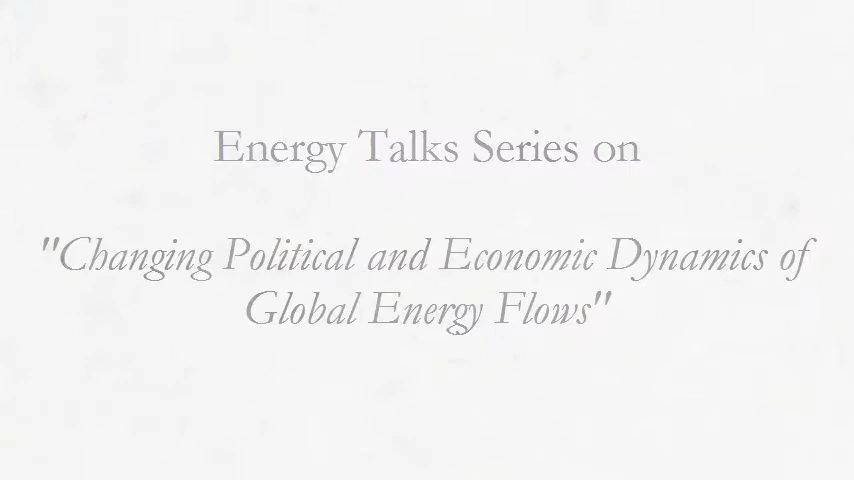 Energy Talks Series on
"Changing Political and Economic Dynamics of
Global Energy Flows"